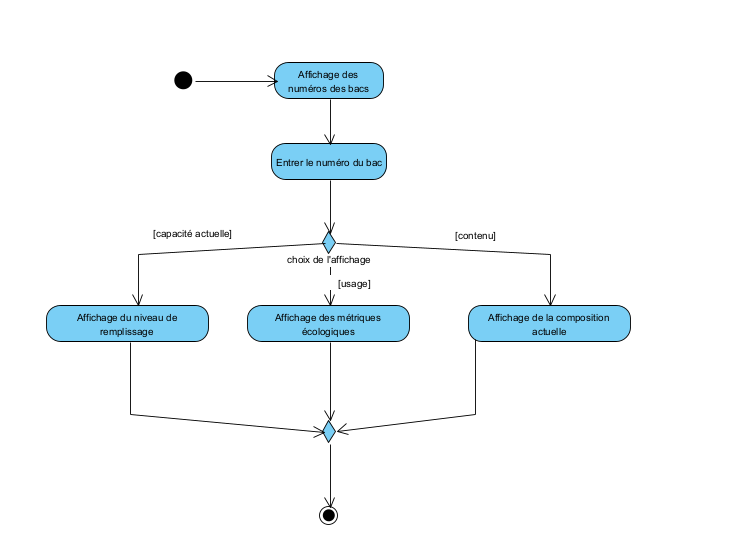 Affichage des
numéros des bacs
Entrer le numéro du bac
[capacité actuelle]
[contenu]
choix de l'affichage
[usage]
Affichage du niveau de
remplissage
Affichage des métriques
écologiques
Affichage de la composition
actuelle